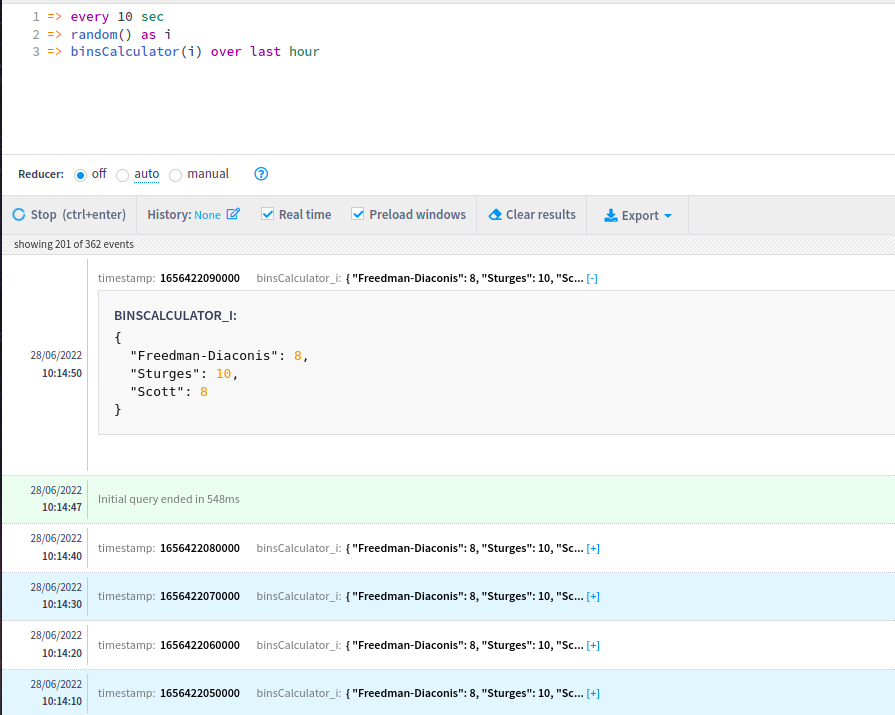 1 => every 10 sec
2 => random() as i
3 => binsCalculator(i) over last hour
Reducer: off auto manual ?
Stop (ctrl+enter) History: None Real time Preload windows Clear results Export
showing 201 of 362 events
timestamp: 1656422090000 binsCalculator_i: { "Freedman-Diaconis": 8, "Sturges": 10, "Sc... [-]
BINSCALCULATOR_I:
{
"Freedman-Diaconis": 8,
"Sturges": 10,
"Scott": 8
}
28/06/2022
10:14:50
28/06/2022
10:14:47
Initial query ended in 548ms
28/06/2022
10:14:40
timestamp: 1656422080000 binsCalculator_i: { "Freedman-Diaconis": 8, "Sturges": 10, "Sc... [+]
28/06/2022
10:14:30
timestamp: 1656422070000 binsCalculator_i: { "Freedman-Diaconis": 8, "Sturges": 10, "Sc... [+]
28/06/2022
10:14:20
timestamp: 1656422060000 binsCalculator_i: { "Freedman-Diaconis": 8, "Sturges": 10, "Sc... [+]
28/06/2022
10:14:10
timestamp: 1656422050000 binsCalculator_i: { "Freedman-Diaconis": 8, "Sturges": 10, "Sc... [+]